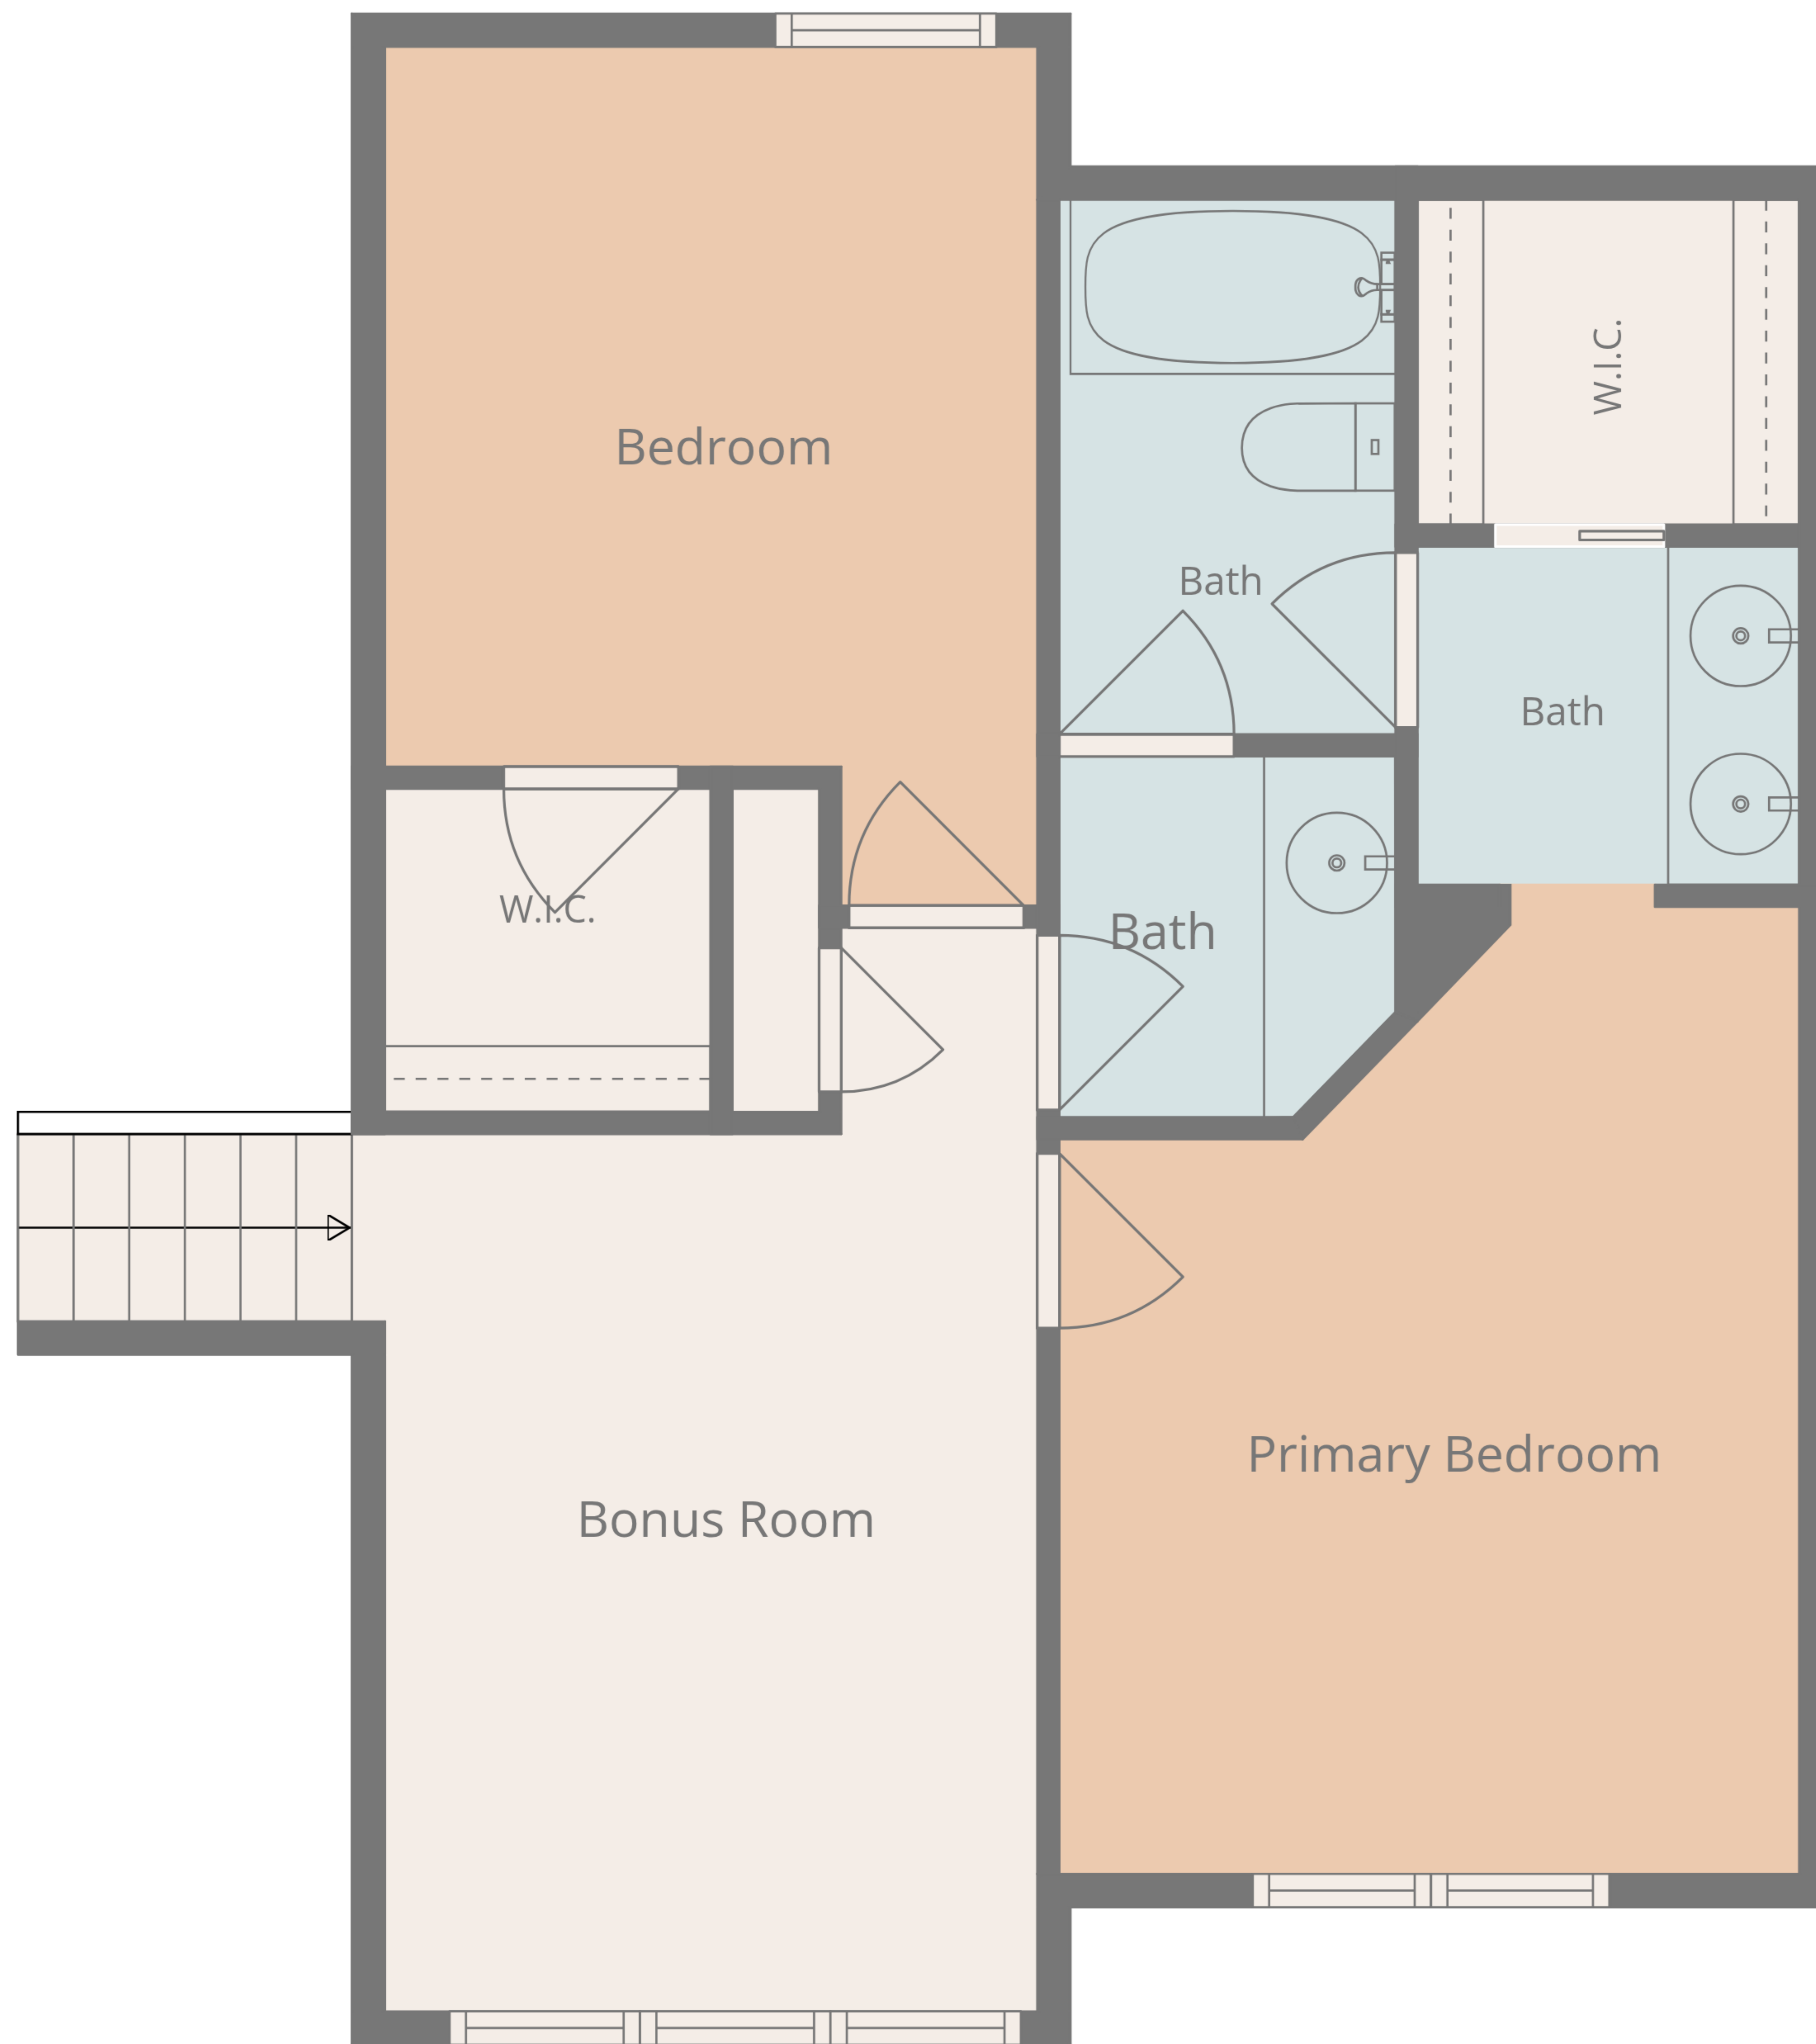 W.I.C.
Bedroom
Bath
Bath
W.I.C.
Bath
Primary Bedroom
Bonus Room